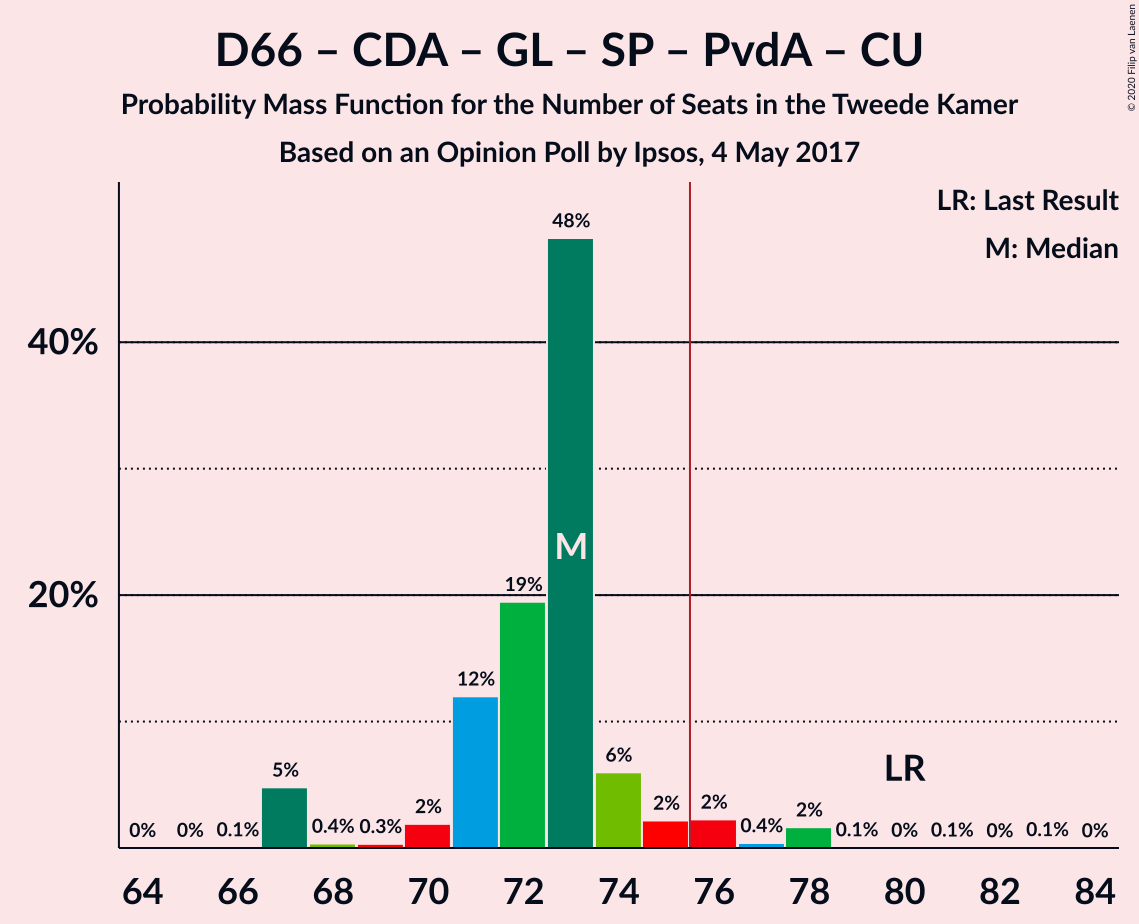 D66 – CDA – GL – SP – PvdA – CU
Probability Mass Function for the Number of Seats in the Tweede Kamer
Based on an Opinion Poll by Ipsos, 4 May 2017
© 2020 Filip van Laenen
LR: Last Result
M: Median
40%
20%
0%
0%
0.1%
5%
0.4%
0.3%
2%
12%
19%
48%
M
6%
2%
2%
0.4%
2%
0.1%
LR
0%
0.1%
0%
0.1%
0%
64 66 68 70 72 74 76 78 80 82 84